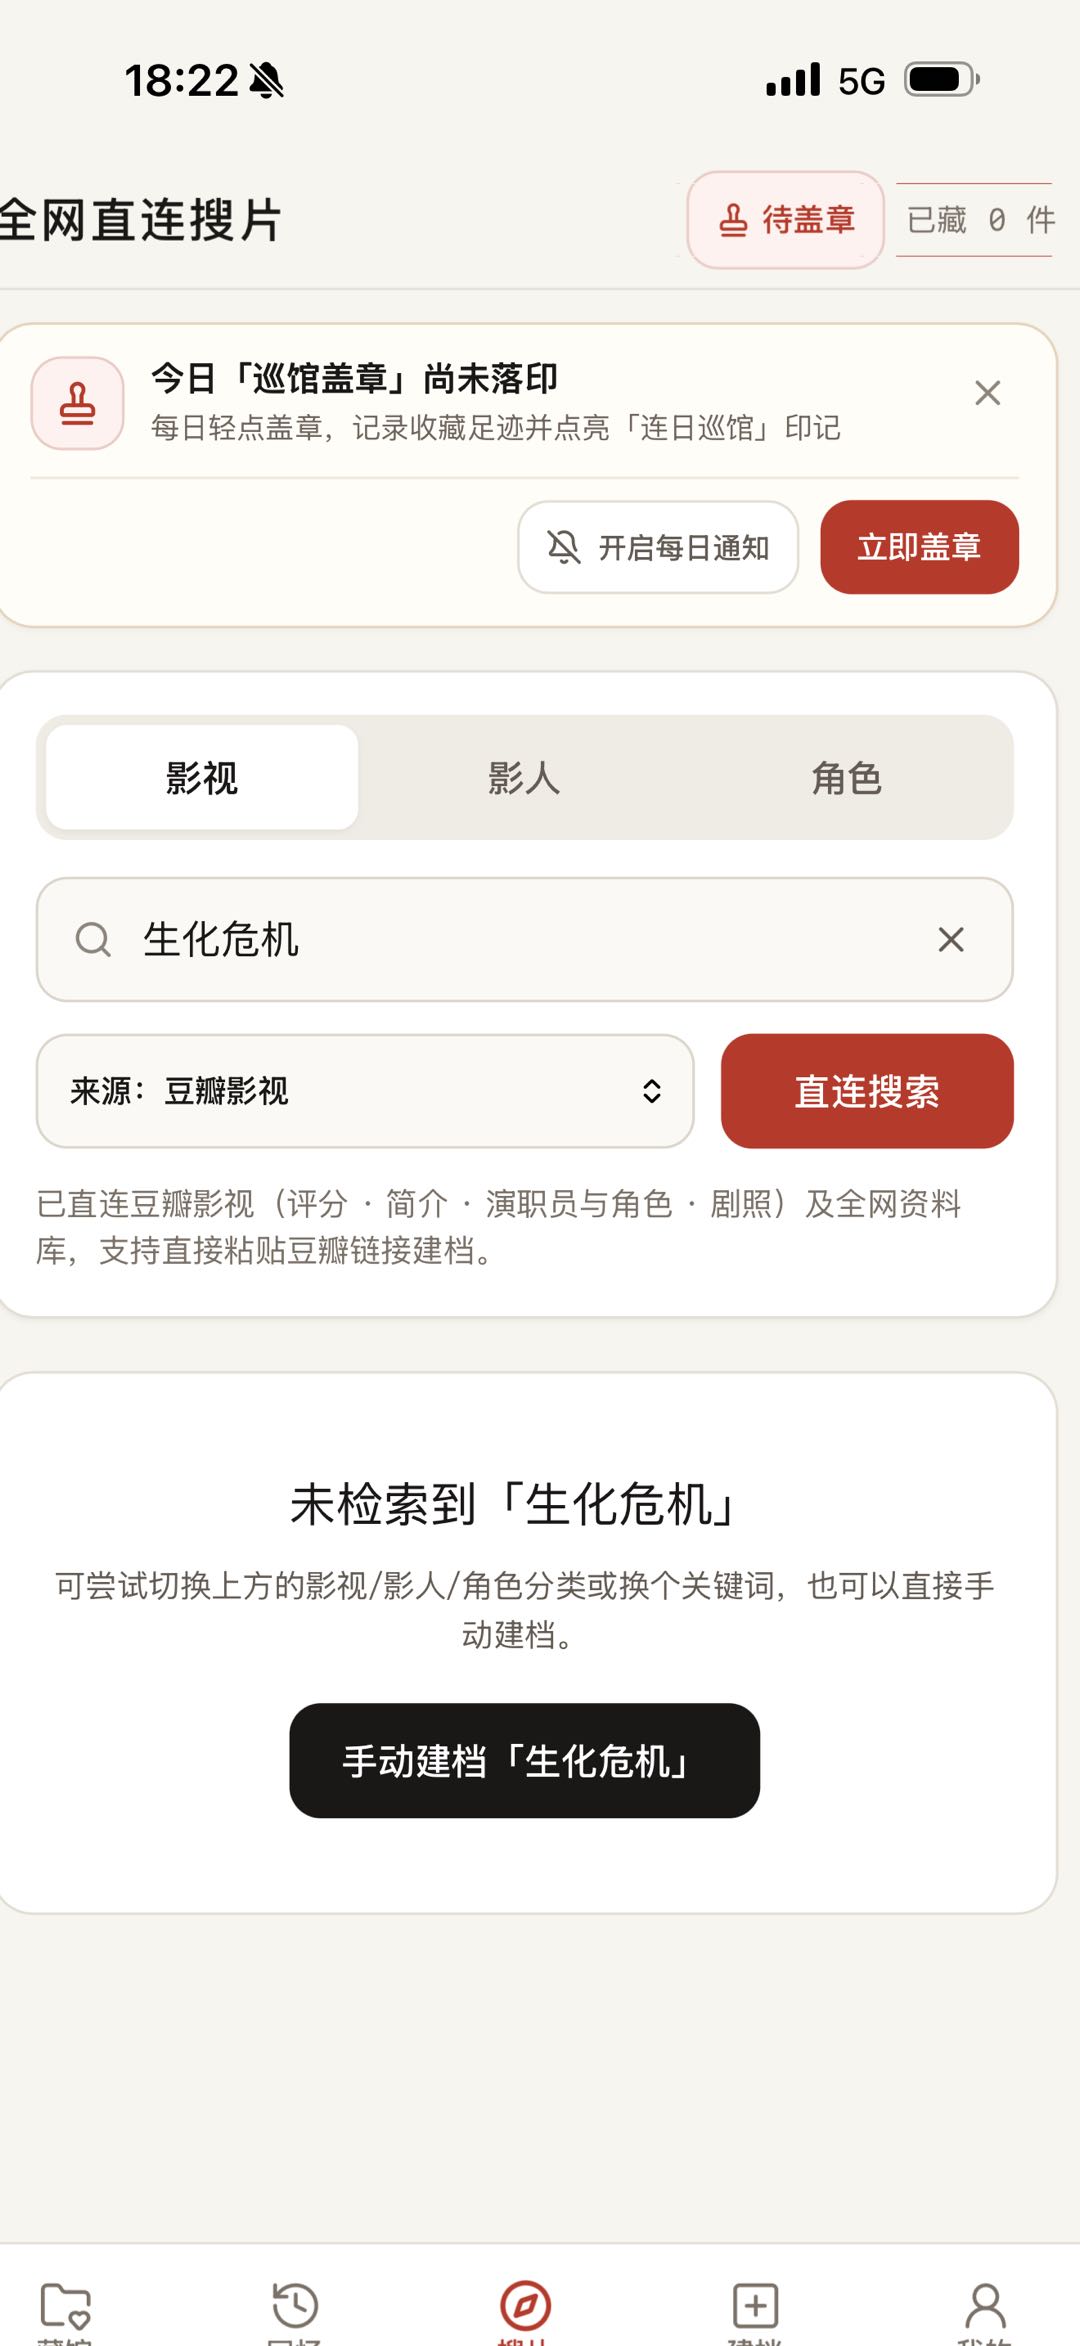 18:22
5G
全网直连搜片
待盖章
已藏 0 件
今日「巡馆盖章」尚未落印
每日轻点盖章，记录收藏足迹并点亮「连日巡馆」印记
开启每日通知
立即盖章
影视
影人
角色
生化危机
来源：豆瓣影视
直连搜索
已直连豆瓣影视（评分 · 简介 · 演职员与角色 · 剧照）及全网资料
库，支持直接粘贴豆瓣链接建档。
未检索到「生化危机」
可尝试切换上方的影视/影人/角色分类或换个关键词，也可以直接手
动建档。
手动建档「生化危机」
搜片
建档
我的